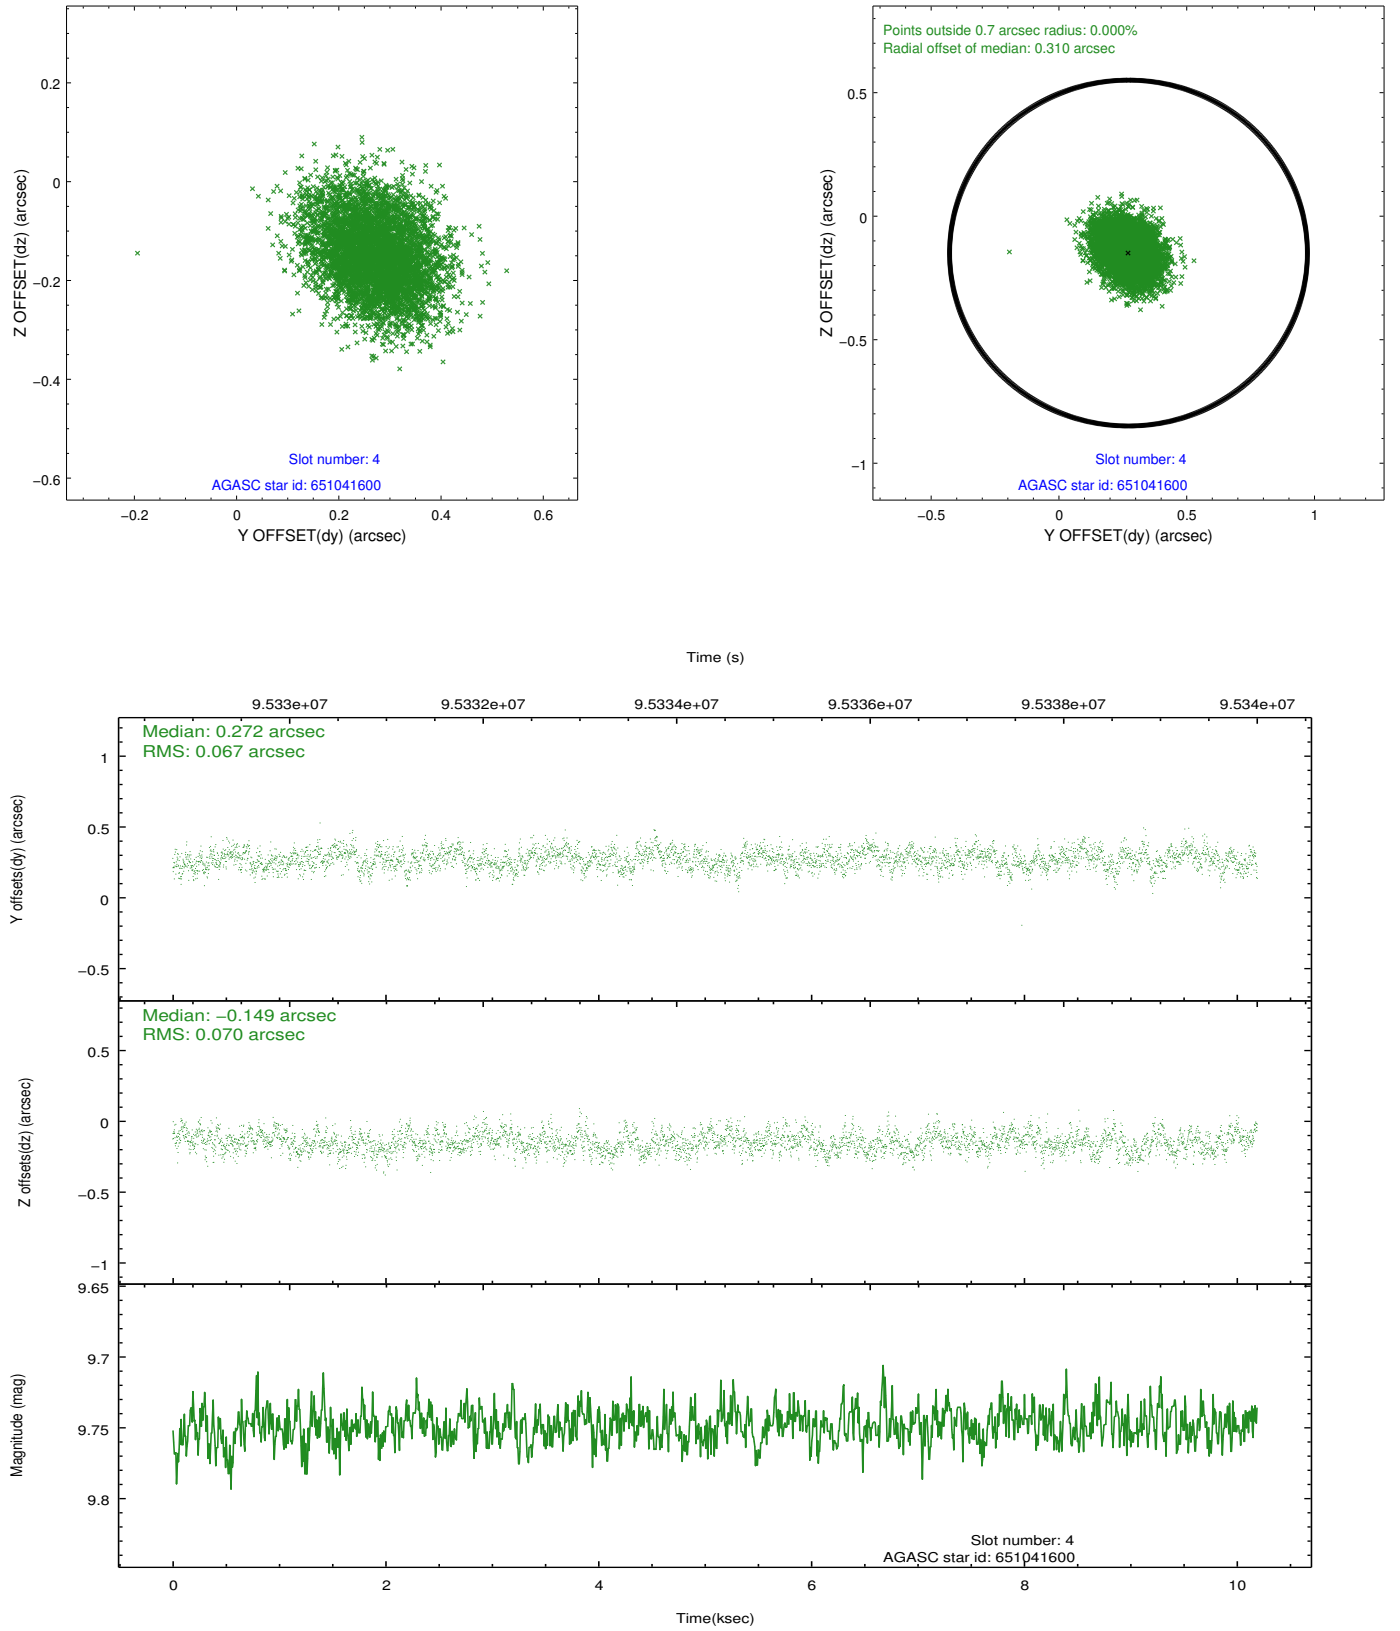 0.2
0
−0.2
−0.4
−0.6
Z OFFSET(dz) (arcsec)
Slot number: 4
AGASC star id: 651041600
−0.2
0
0.2
0.4
0.6
Y OFFSET(dy) (arcsec)
Points outside 0.7 arcsec radius: 0.000%
Radial offset of median: 0.310 arcsec
0.5
0
−0.5
−1
Z OFFSET(dz) (arcsec)
Slot number: 4
AGASC star id: 651041600
−0.5
0
0.5
1
Y OFFSET(dy) (arcsec)
Time (s)
9.533e+07
9.5332e+07
9.5334e+07
9.5336e+07
9.5338e+07
9.534e+07
Median: 0.272 arcsec
RMS: 0.067 arcsec
1
0.5
0
−0.5
Y offsets(dy) (arcsec)
Median: −0.149 arcsec
RMS: 0.070 arcsec
0.5
0
−0.5
−1
Z offsets(dz) (arcsec)
9.65
9.7
9.75
9.8
Magnitude (mag)
Slot number: 4
AGASC star id: 651041600
0
2
4
6
8
10
Time(ksec)